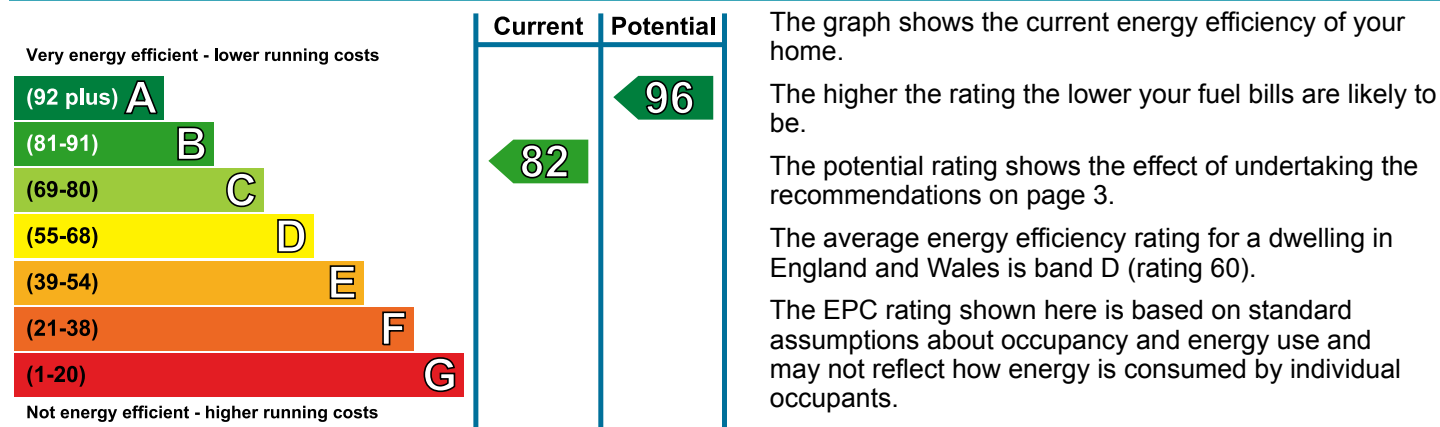 Current Potential
Very energy efficient - lower running costs
(92 plus) A
96
(81-91) B
82
(69-80) C
(55-68) D
(39-54) E
(21-38) F
(1-20) G
Not energy efficient - higher running costs
The graph shows the current energy efficiency of your
home.
The higher the rating the lower your fuel bills are likely to
be.
The potential rating shows the effect of undertaking the
recommendations on page 3.
The average energy efficiency rating for a dwelling in
England and Wales is band D (rating 60).
The EPC rating shown here is based on standard
assumptions about occupancy and energy use and
may not reflect how energy is consumed by individual
occupants.